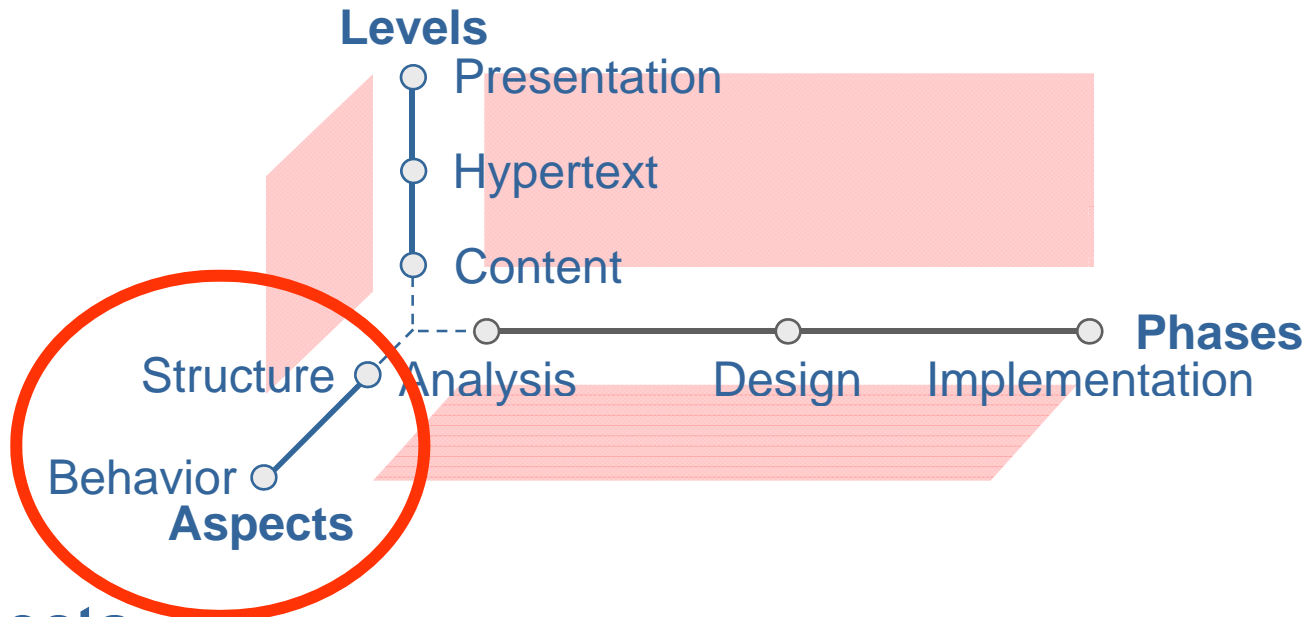 Levels
Presentation
Hypertext
Content
Phases
Structure
Analysis
Design
Implementation
Behavior
Aspects